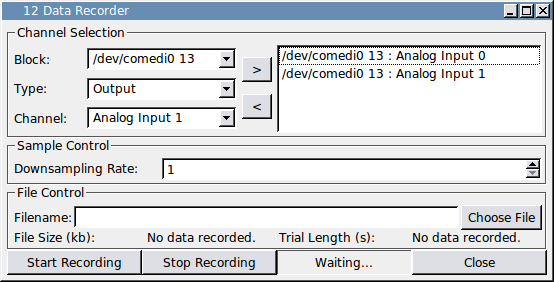 12 Data Recorder
Channel Selection
Block: /dev/comedi0 13 > /dev/comedi0 13 : Analog Input 0
/dev/comedi0 13 : Analog Input 1
Type: Output
Channel: Analog Input 1 <
Sample Control
Downsampling Rate: 1
File Control
Filename: Choose File
File Size (kb): No data recorded. Trial Length (s): No data recorded.
Start Recording Stop Recording Waiting... Close